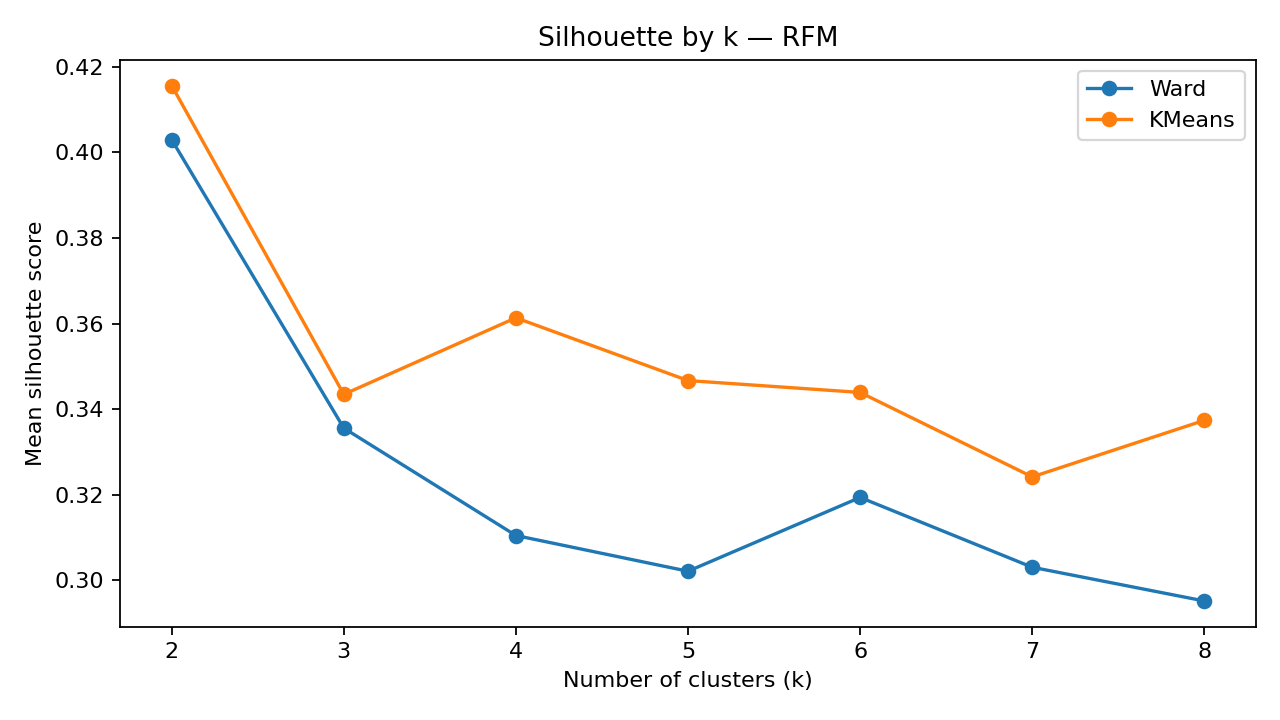 Silhouette by k — RFM
Ward
KMeans
Mean silhouette score
0.42
0.40
0.38
0.36
0.34
0.32
0.30
2 3 4 5 6 7 8
Number of clusters (k)